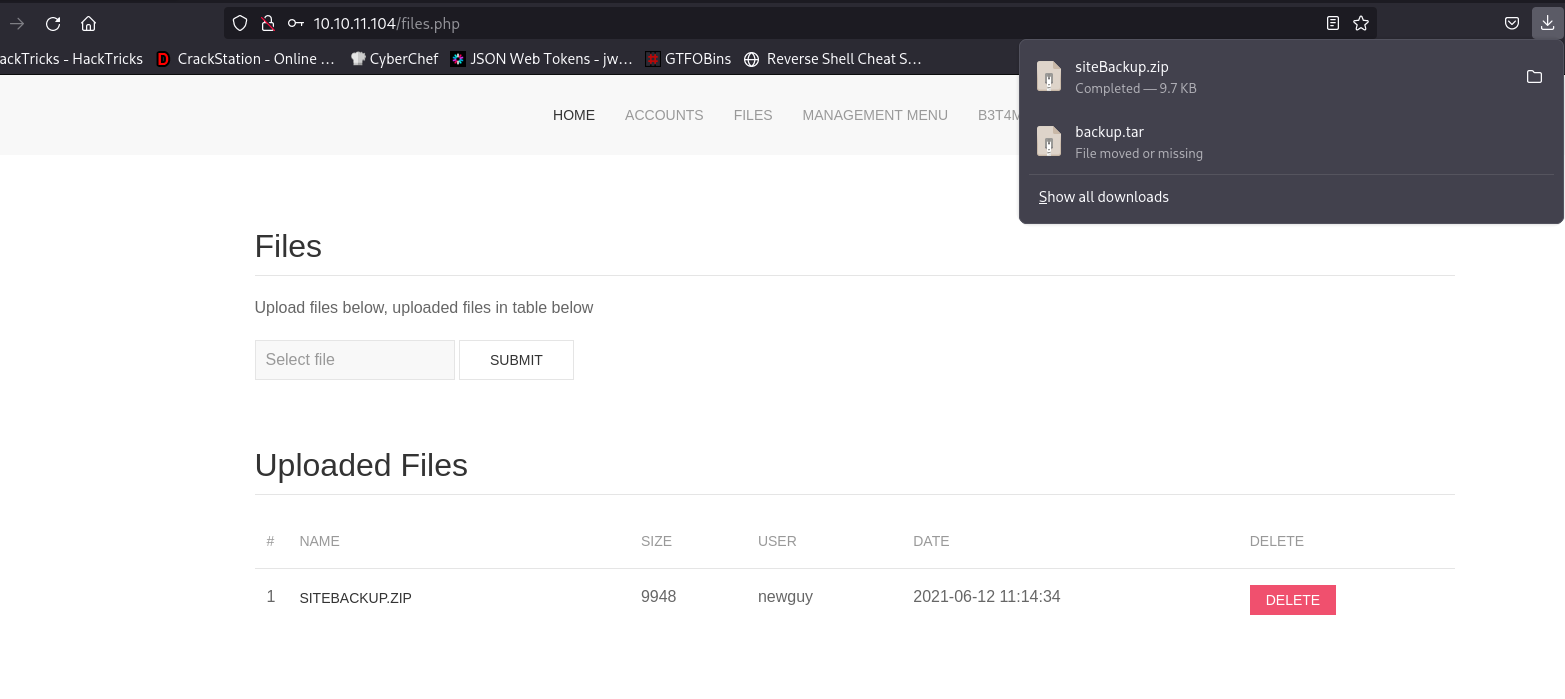 10.10.11.104/files.php
ackTricks - HackTricks CrackStation - Online ... CyberChef JSON Web Tokens - jw... GTFOBins Reverse Shell Cheat S...
siteBackup.zip
Completed — 9.7 KB
backup.tar
File moved or missing
Show all downloads
HOME ACCOUNTS FILES MANAGEMENT MENU B3T4M
Files
Upload files below, uploaded files in table below
Select file SUBMIT
Uploaded Files
# NAME SIZE USER DATE DELETE
1 SITEBACKUP.ZIP 9948 newguy 2021-06-12 11:14:34 DELETE